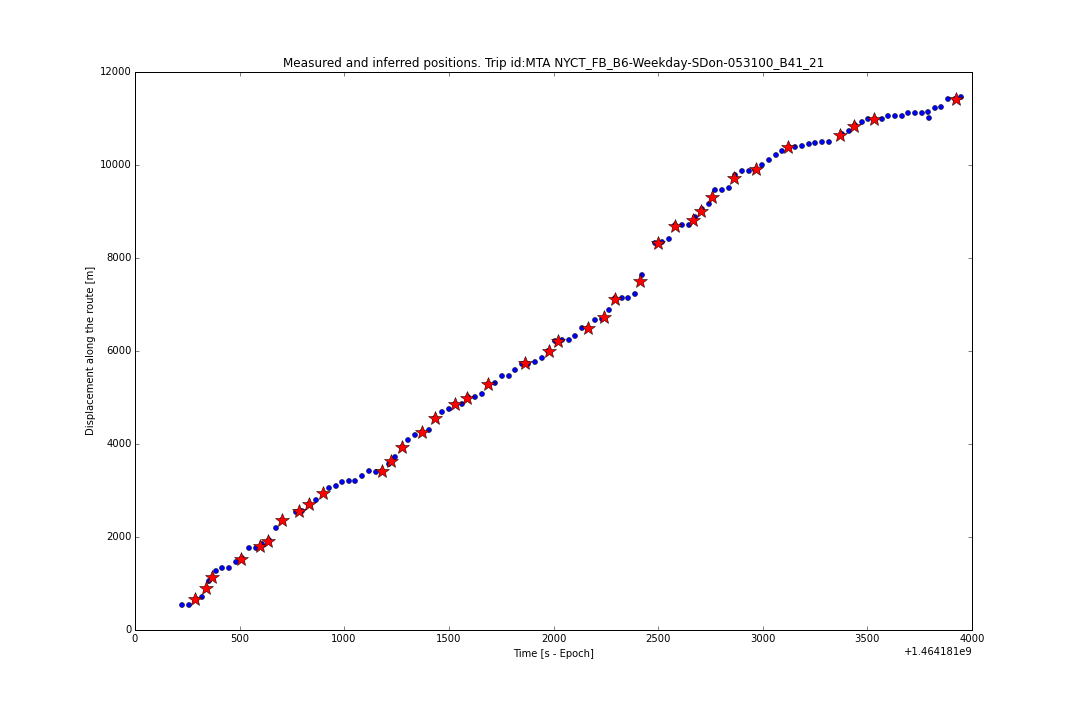 Measured and inferred positions. Trip id:MTA NYCT_FB_B6-Weekday-SDon-053100_B41_21
12000
10000
8000
6000
4000
2000
0
Displacement along the route [m]
0 500 1000 1500 2000 2500 3000 3500 4000
Time [s - Epoch]
+1.464181e9